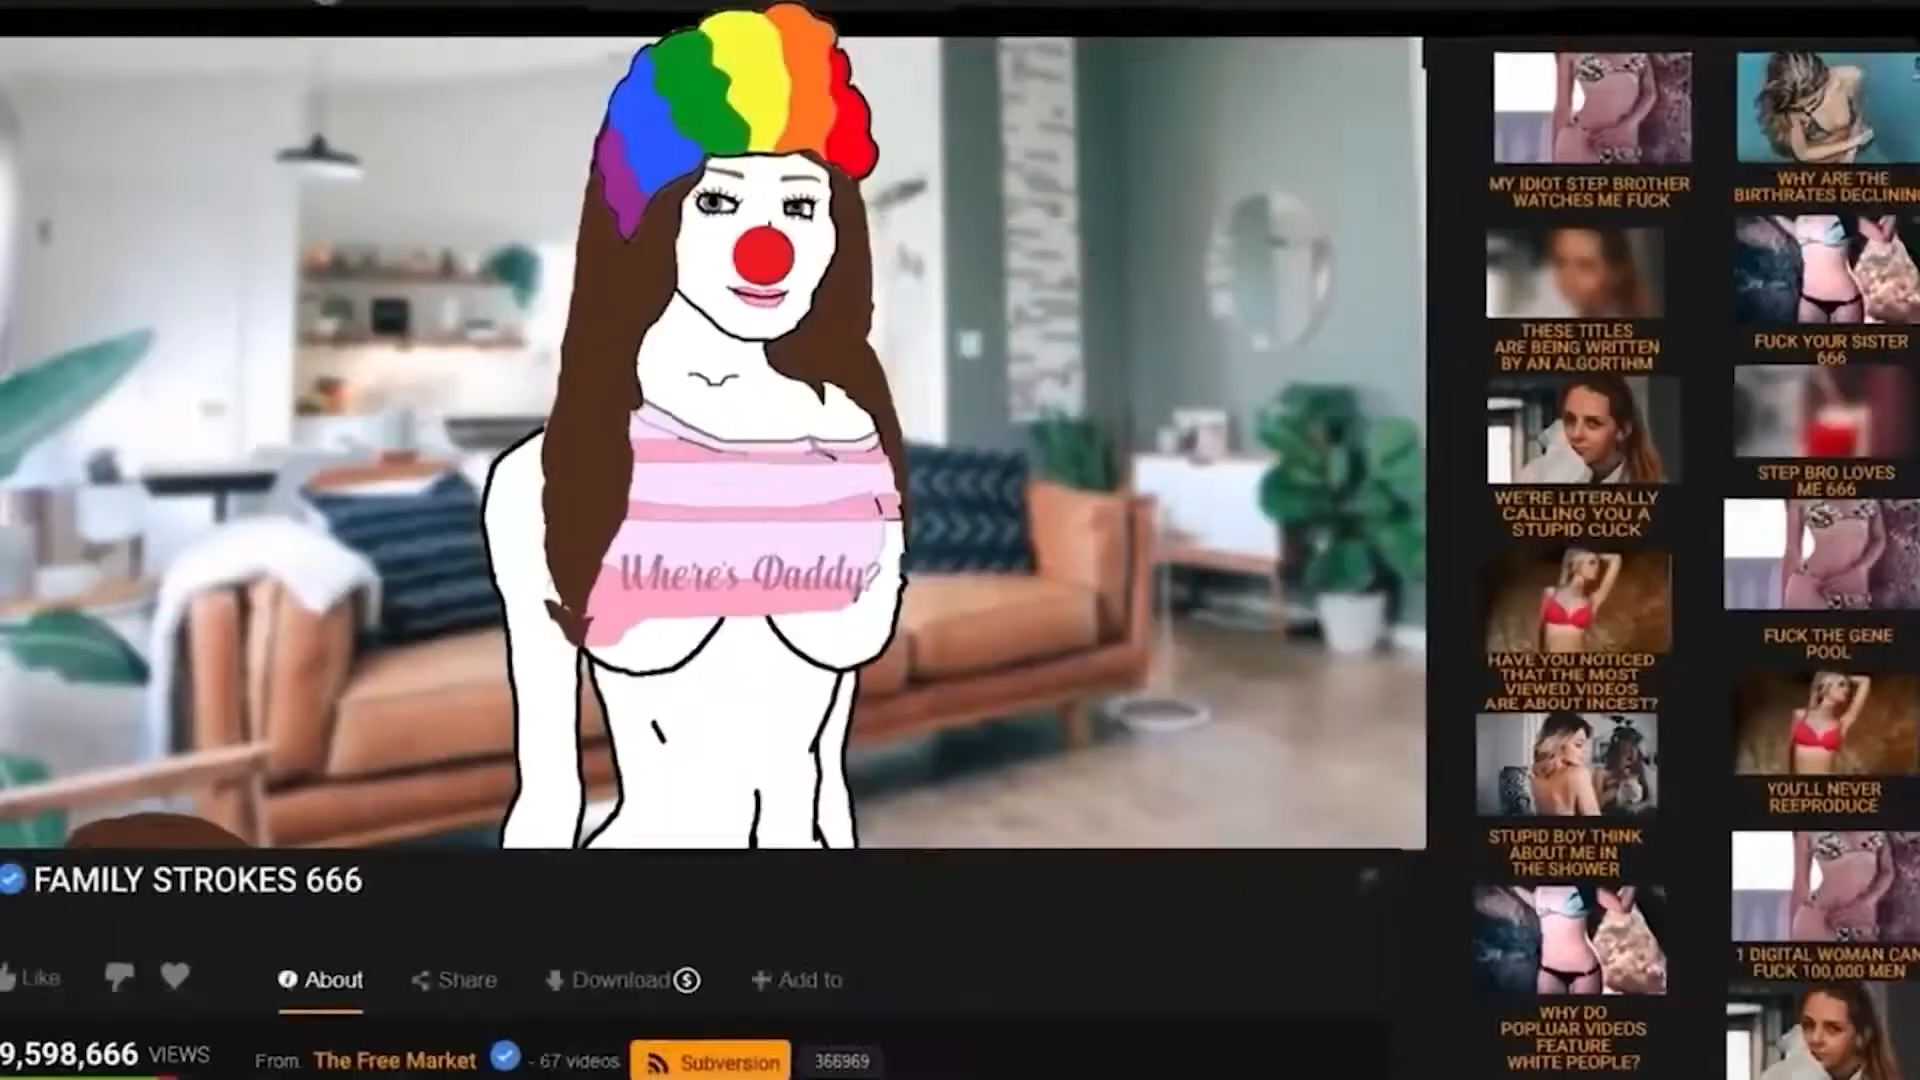 Where's Daddy?
FAMILY STROKES 666
Like
About
Share
Download $
Add to
9,598,666 VIEWS
From The Free Market - 67 videos
Subversion
366969
MY IDIOT STEP BROTHER
WATCHES ME FUCK
THESE TITLES
ARE BEING WRITTEN
BY AN ALGORTIHM
WE'RE LITERALLY
CALLING YOU A
STUPID CUCK
HAVE YOU NOTICED
THAT THE MOST
VIEWED VIDEOS
ARE ABOUT INCEST?
STUPID BOY THINK
ABOUT ME IN
THE SHOWER
WHY DO
POPLUAR VIDEOS
FEATURE
WHITE PEOPLE?
WHY ARE THE
BIRTHRATES DECLINING
FUCK YOUR SISTER
666
STEP BRO LOVES
ME 666
FUCK THE GENE
POOL
YOU'LL NEVER
REEPRODUCE
1 DIGITAL WOMAN CAN
FUCK 100,000 MEN